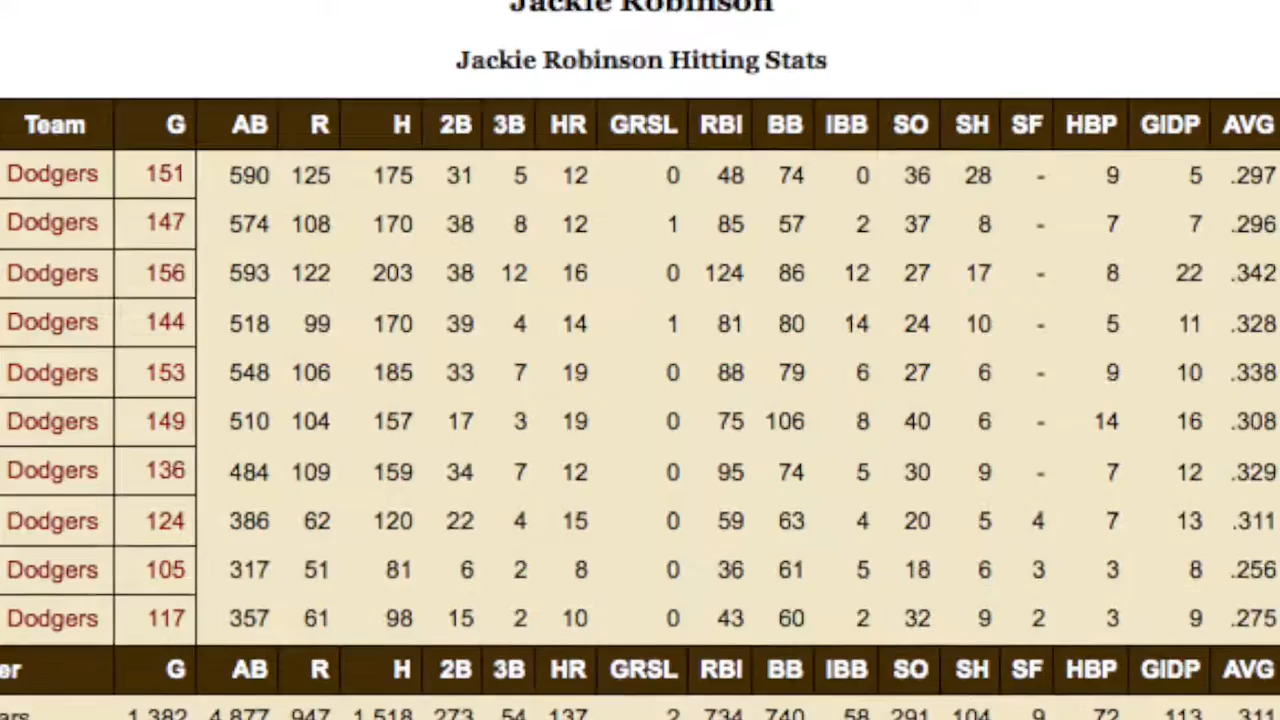 Jackie Robinson
Jackie Robinson Hitting Stats
Team G AB R H 2B 3B HR GRSL RBI BB IBB SO SH SF HBP GIDP AVG
Dodgers 151 590 125 175 31 5 12 0 48 74 0 36 28 - 9 5 .297
Dodgers 147 574 108 170 38 8 12 1 85 57 2 37 8 - 7 7 .296
Dodgers 156 593 122 203 38 12 16 0 124 86 12 27 17 - 8 22 .342
Dodgers 144 518 99 170 39 4 14 1 81 80 14 24 10 - 5 11 .328
Dodgers 153 548 106 185 33 7 19 0 88 79 6 27 6 - 9 10 .338
Dodgers 149 510 104 157 17 3 19 0 75 106 8 40 6 - 14 16 .308
Dodgers 136 484 109 159 34 7 12 0 95 74 5 30 9 - 7 12 .329
Dodgers 124 386 62 120 22 4 15 0 59 63 4 20 5 4 7 13 .311
Dodgers 105 317 51 81 6 2 8 0 36 61 5 18 6 3 3 8 .256
Dodgers 117 357 61 98 15 2 10 0 43 60 2 32 9 2 3 9 .275
er G AB R H 2B 3B HR GRSL RBI BB IBB SO SH SF HBP GIDP AVG
ars 1,382 4,877 947 1,518 273 54 137 2 734 740 58 291 104 9 72 113 .311